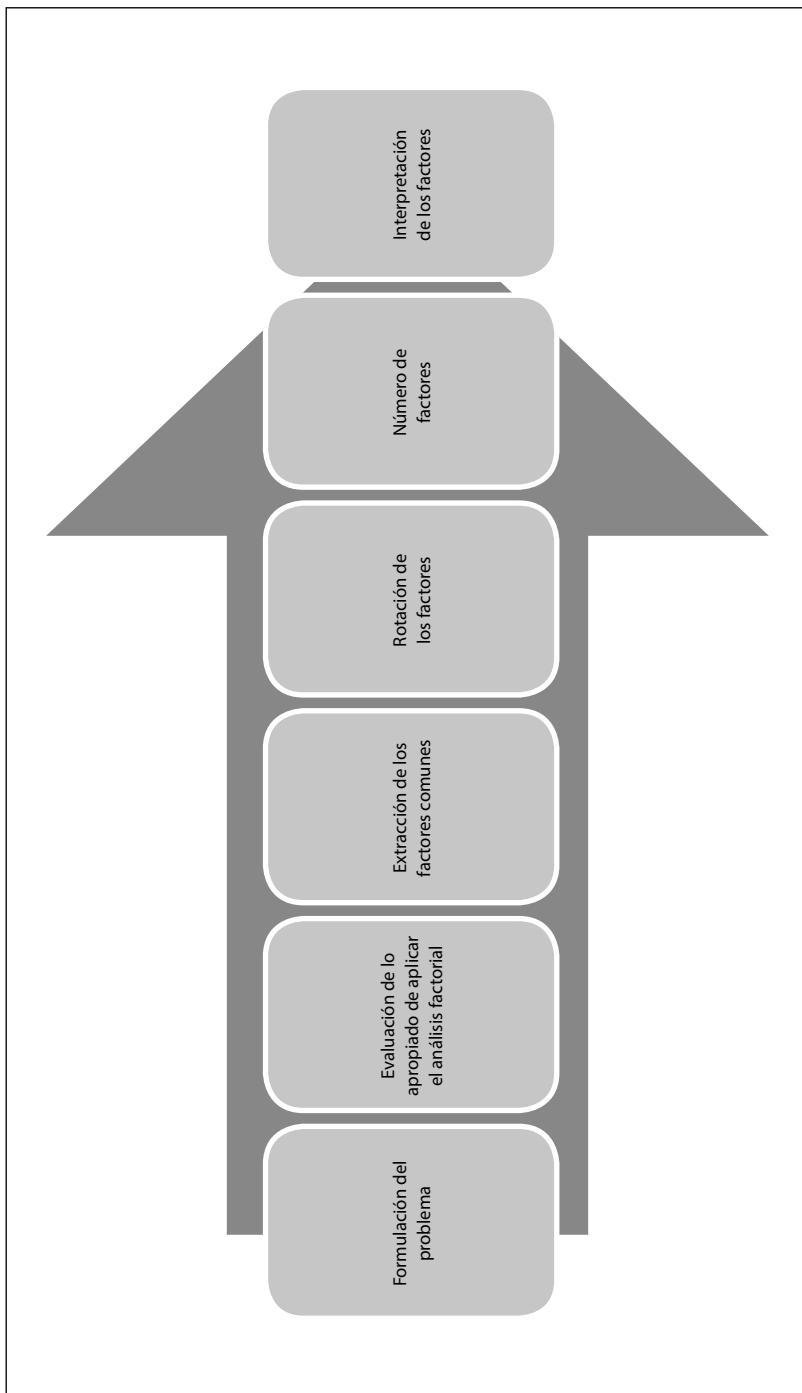 Formulación del
problema
Evaluación de lo
apropiado de aplicar
el análisis factorial
Extracción de los
factores comunes
Rotación de
los factores
Número de
factores
Interpretación
de los factores